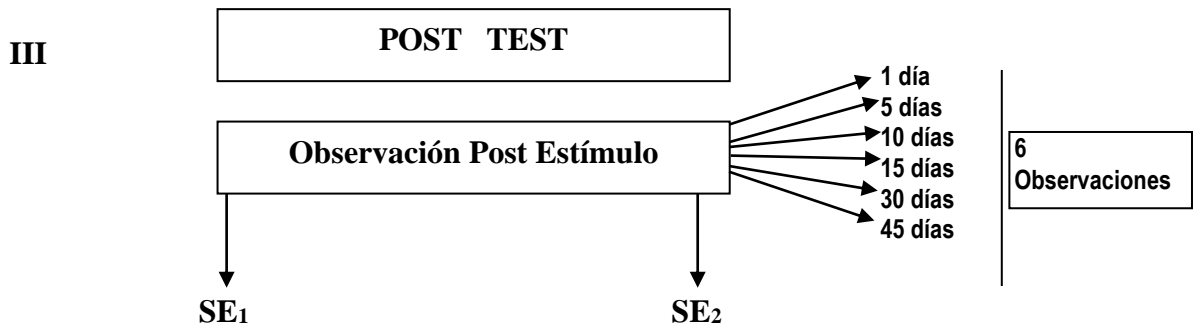 III
POST TEST
Observación Post Estímulo
1 día
5 días
10 días
15 días
30 días
45 días
6
Observaciones
SE1
SE2